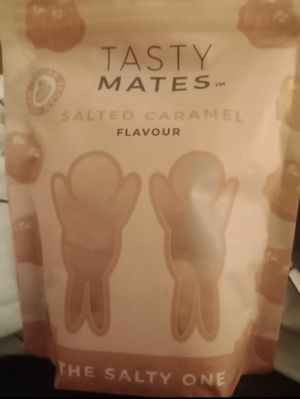 TASTY
MATES™
SALTED CARAMEL
FLAVOUR
THE SALTY ONE